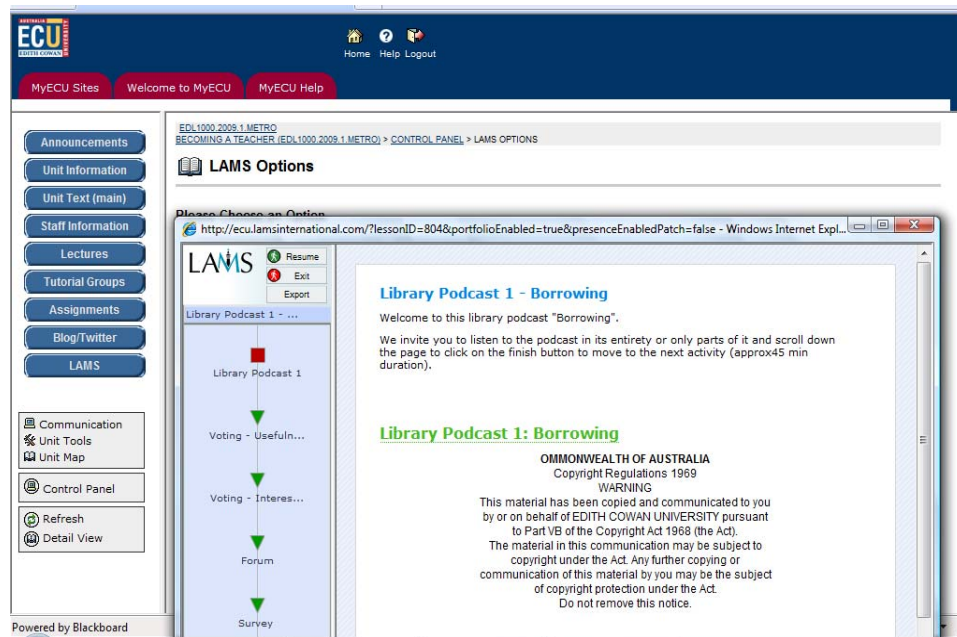 AUSTRALIA
ECU
EDITH COWAN
UNIVERSITY
Home Help Logout
MyECU Sites Welcome to MyECU MyECU Help
EDL1000.2009.1.METRO
BECOMING A TEACHER (EDL1000.2009.1.METRO) > CONTROL PANEL > LAMS OPTIONS
LAMS Options
Please Choose an Option
Announcements
Unit Information
Unit Text (main)
Staff Information
Lectures
Tutorial Groups
Assignments
Blog/Twitter
LAMS
Communication
Unit Tools
Unit Map
Control Panel
Refresh
Detail View
Powered by Blackboard
http://ecu.lamsinternational.com/?lessonID=804&portfolioEnabled=true&presenceEnabledPatch=false - Windows Internet Expl...
LAMS
Resume
Exit
Export
Library Podcast 1 - ...
Library Podcast 1
Voting - Usefuln...
Voting - Interes...
Forum
Survey
Library Podcast 1 - Borrowing
Welcome to this library podcast "Borrowing".
We invite you to listen to the podcast in its entirety or only parts of it and scroll down
the page to click on the finish button to move to the next activity (approx45 min
duration).
Library Podcast 1: Borrowing
OMMONWEALTH OF AUSTRALIA
Copyright Regulations 1969
WARNING
This material has been copied and communicated to you
by or on behalf of EDITH COWAN UNIVERSITY pursuant
to Part VB of the Copyright Act 1968 (the Act).
The material in this communication may be subject to
copyright under the Act. Any further copying or
communication of this material by you may be the subject
of copyright protection under the Act.
Do not remove this notice.